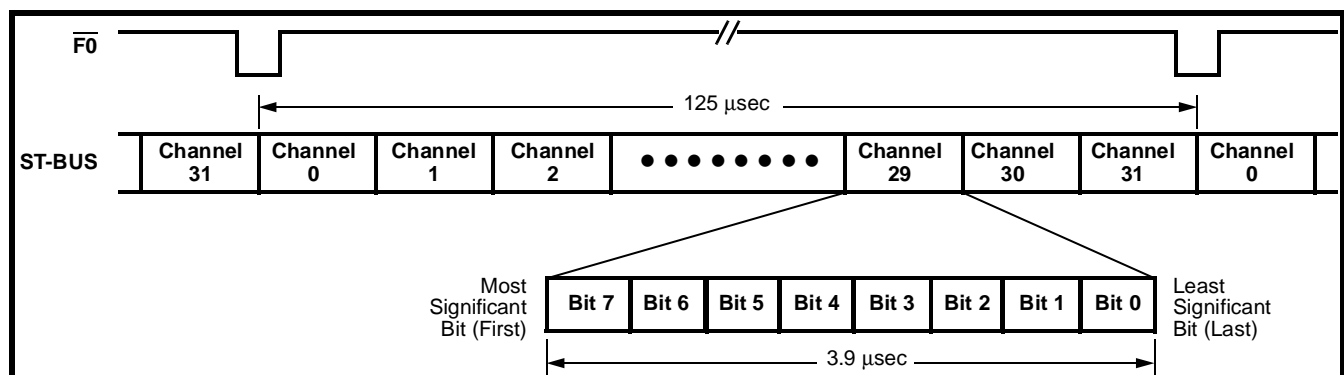 F0
125 µsec
ST-BUS
Channel 31
Channel 0
Channel 1
Channel 2
Channel 29
Channel 30
Channel 31
Channel 0
Most
Significant
Bit (First)
Bit 7 Bit 6 Bit 5 Bit 4 Bit 3 Bit 2 Bit 1 Bit 0
Least
Significant
Bit (Last)
3.9 µsec